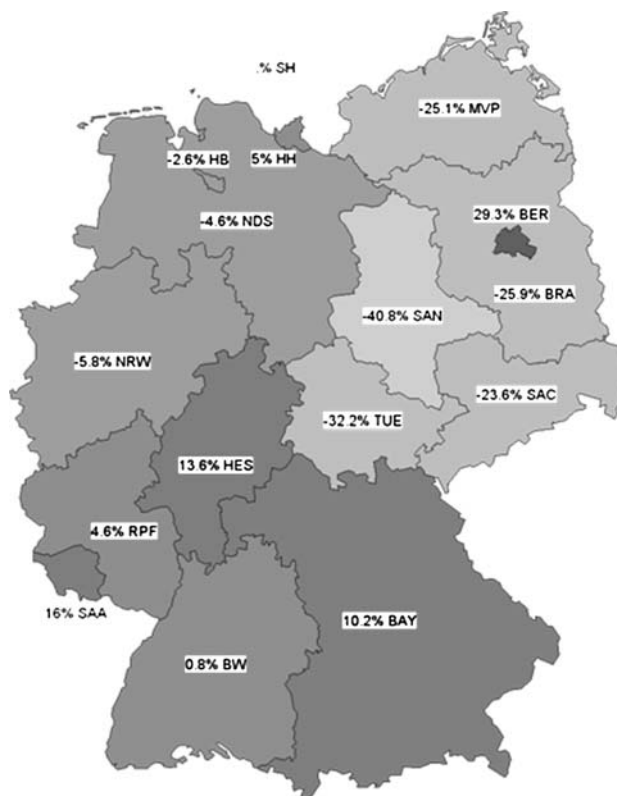 .% SH
-25.1% MVP
-2.6% HB
5% HH
29.3% BER
-4.6% NDS
-25.9% BRA
-40.8% SAN
-5.8% NRW
-23.6% SAC
-32.2% TUE
13.6% HES
4.6% RPF
16% SAA
10.2% BAY
0.8% BW